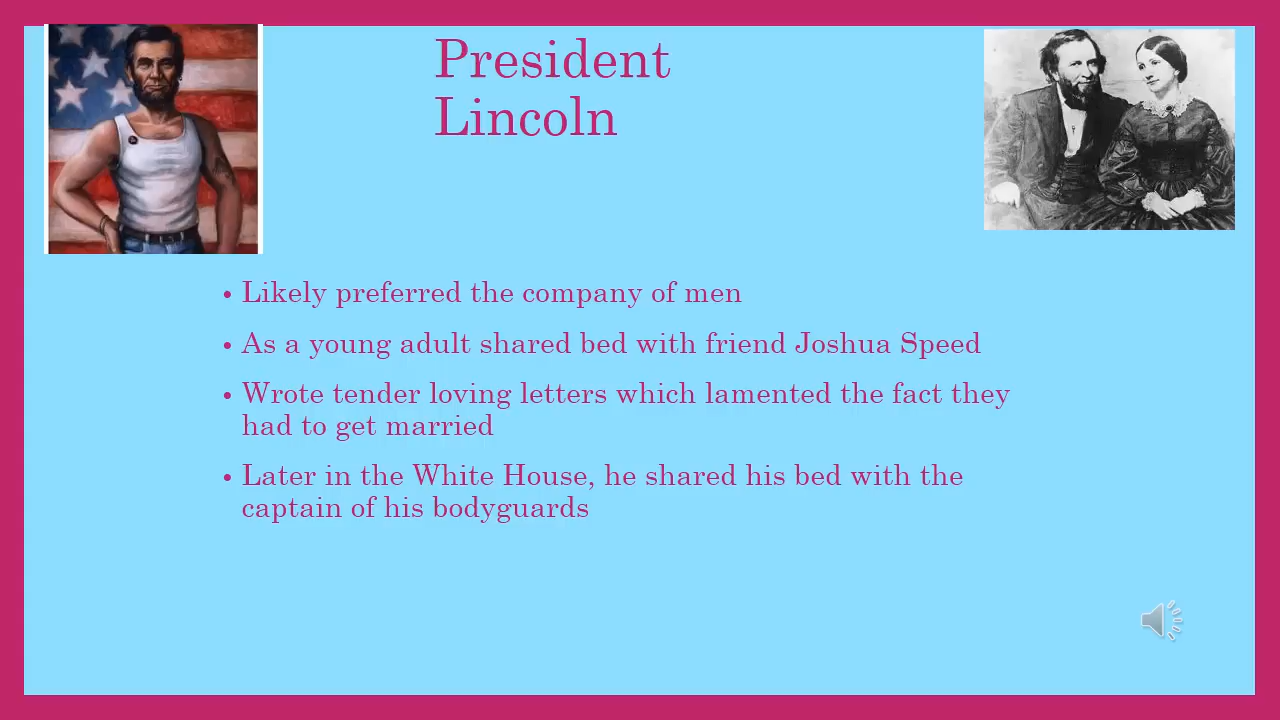 President
Lincoln
• Likely preferred the company of men
• As a young adult shared bed with friend Joshua Speed
• Wrote tender loving letters which lamented the fact they
had to get married
• Later in the White House, he shared his bed with the
captain of his bodyguards